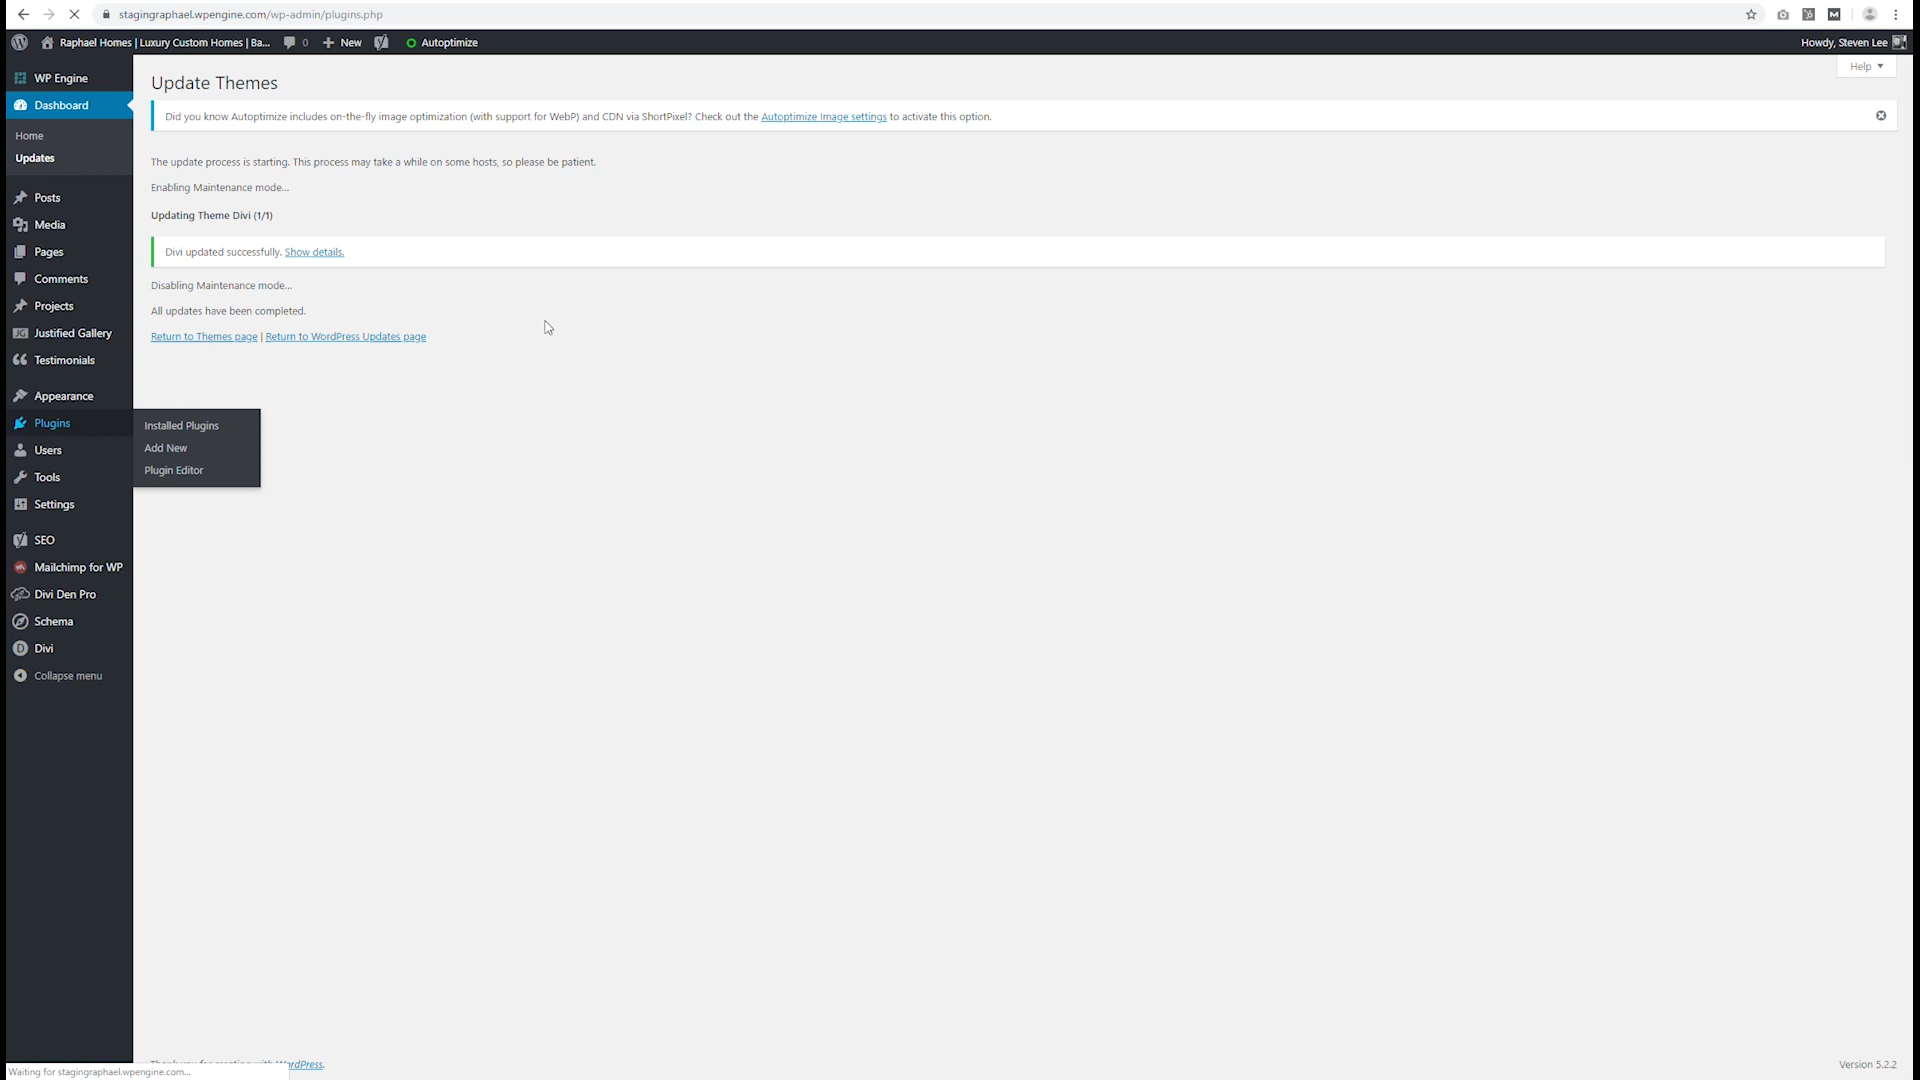 stagingraphael.wpengine.com/wp-admin/plugins.php
Raphael Homes | Luxury Custom Homes | Ba... 0 New Autoptimize
Howdy, Steven Lee
Help
WP Engine
Dashboard
Home
Updates
Posts
Media
Pages
Comments
Projects
JG Justified Gallery
Testimonials
Appearance
Plugins
Users
Tools
Settings
SEO
Mailchimp for WP
Divi Den Pro
Schema
D Divi
Collapse menu
Installed Plugins
Add New
Plugin Editor
Update Themes
Did you know Autoptimize includes on-the-fly image optimization (with support for WebP) and CDN via ShortPixel? Check out the Autoptimize Image settings to activate this option.
The update process is starting. This process may take a while on some hosts, so please be patient.
Enabling Maintenance mode...
Updating Theme Divi (1/1)
Divi updated successfully. Show details.
Disabling Maintenance mode...
All updates have been completed.
Return to Themes page | Return to WordPress Updates page
Version 5.2.2
Waiting for stagingraphael.wpengine.com...